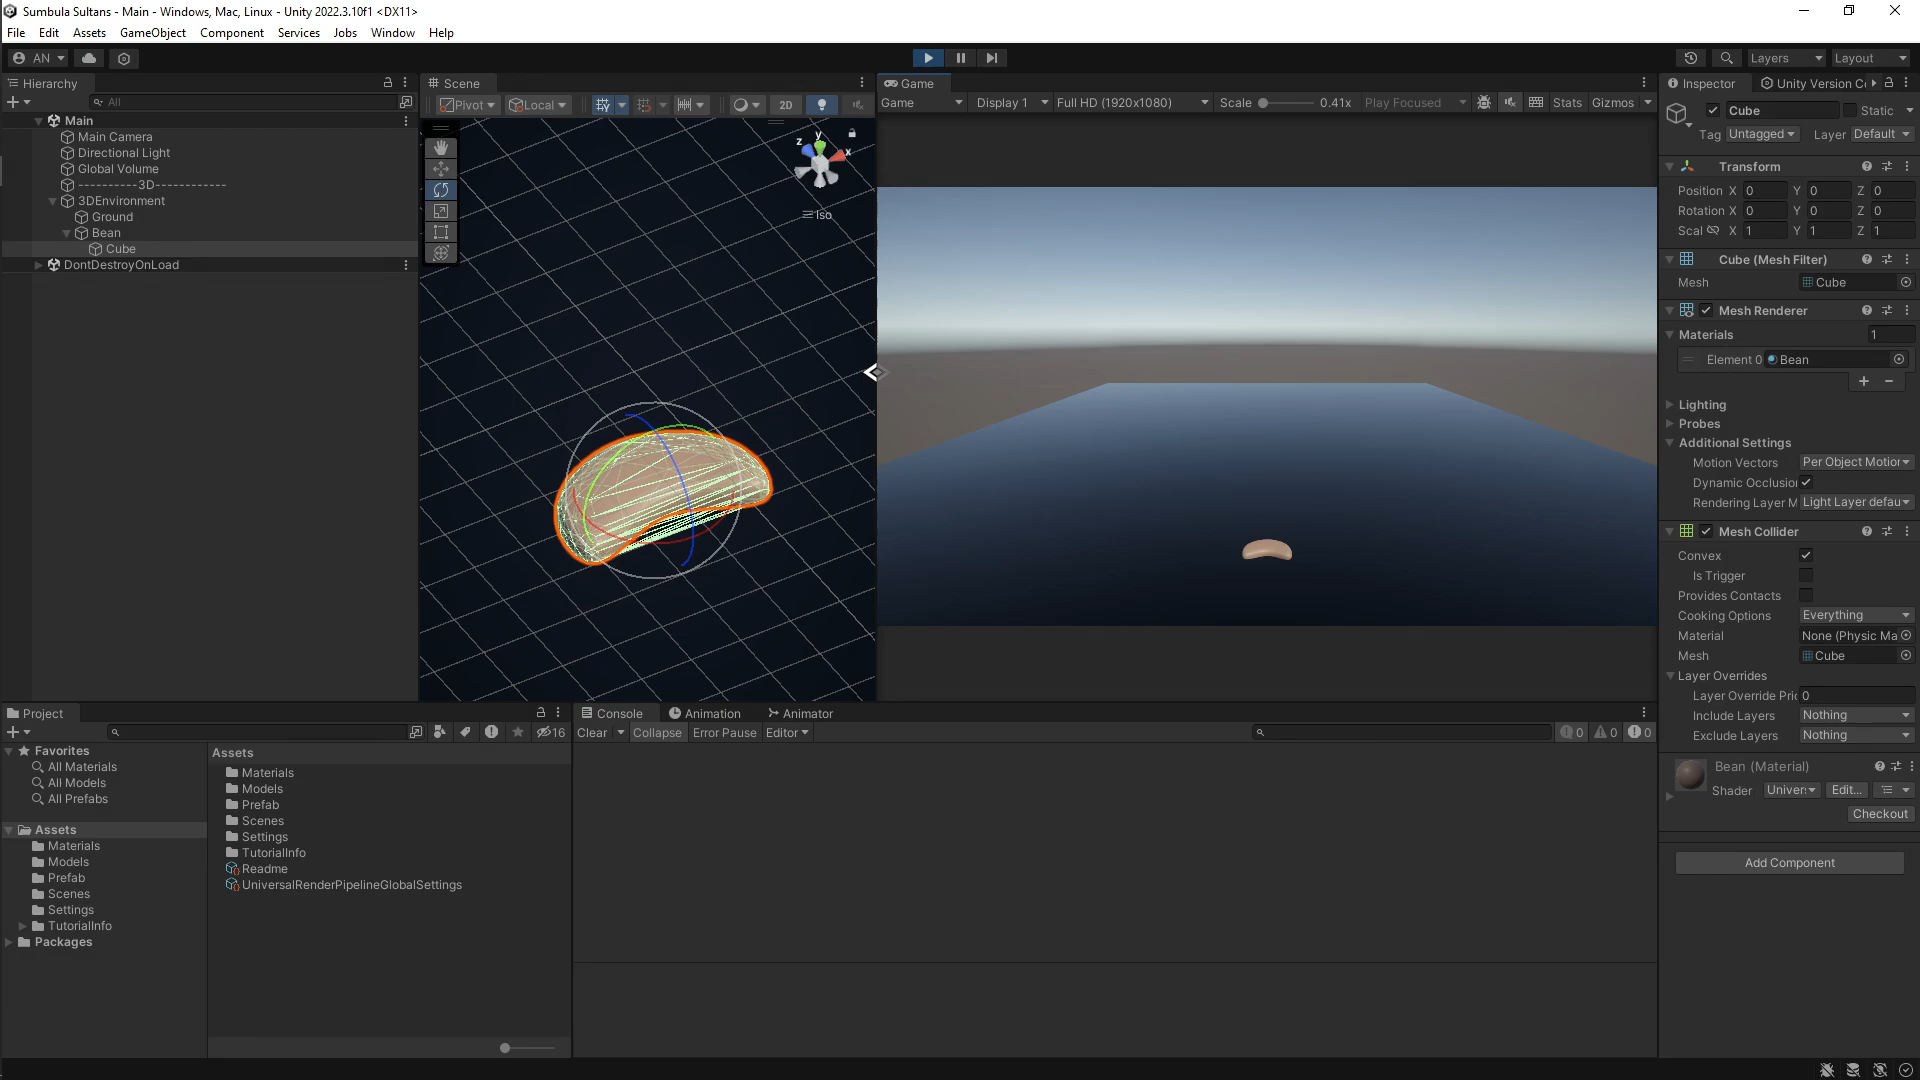 Sumbula Sultans - Main - Windows, Mac, Linux - Unity 2022.3.10f1 <DX11>
File Edit Assets GameObject Component Services Jobs Window Help
AN
Layers Layout
Hierarchy
All
Main
Main Camera
Directional Light
Global Volume
----------3D------------
3DEnvironment
Ground
Bean
Cube
DontDestroyOnLoad
Scene
Pivot Local 2D
y
z
x
Iso
Game
Game Display 1 Full HD (1920x1080) Scale 0.41x Play Focused Stats Gizmos
Inspector Unity Version Co
Cube Static
Tag Untagged Layer Default
Transform
Position X 0 Y 0 Z 0
Rotation X 0 Y 0 Z 0
Scal X 1 Y 1 Z 1
Cube (Mesh Filter)
Mesh Cube
Mesh Renderer
Materials 1
Element 0 Bean
Lighting
Probes
Additional Settings
Motion Vectors Per Object Motion
Dynamic Occlusion
Rendering Layer M Light Layer defau
Mesh Collider
Convex
Is Trigger
Provides Contacts
Cooking Options Everything
Material None (Physic Ma
Mesh Cube
Layer Overrides
Layer Override Pri 0
Include Layers Nothing
Exclude Layers Nothing
Bean (Material)
Shader Univers Edit...
Checkout
Add Component
Project
16
Favorites
All Materials
All Models
All Prefabs
Assets
Materials
Models
Prefab
Scenes
Settings
TutorialInfo
Packages
Assets
Materials
Models
Prefab
Scenes
Settings
TutorialInfo
Readme
UniversalRenderPipelineGlobalSettings
Console Animation Animator
Clear Collapse Error Pause Editor 0 0 0